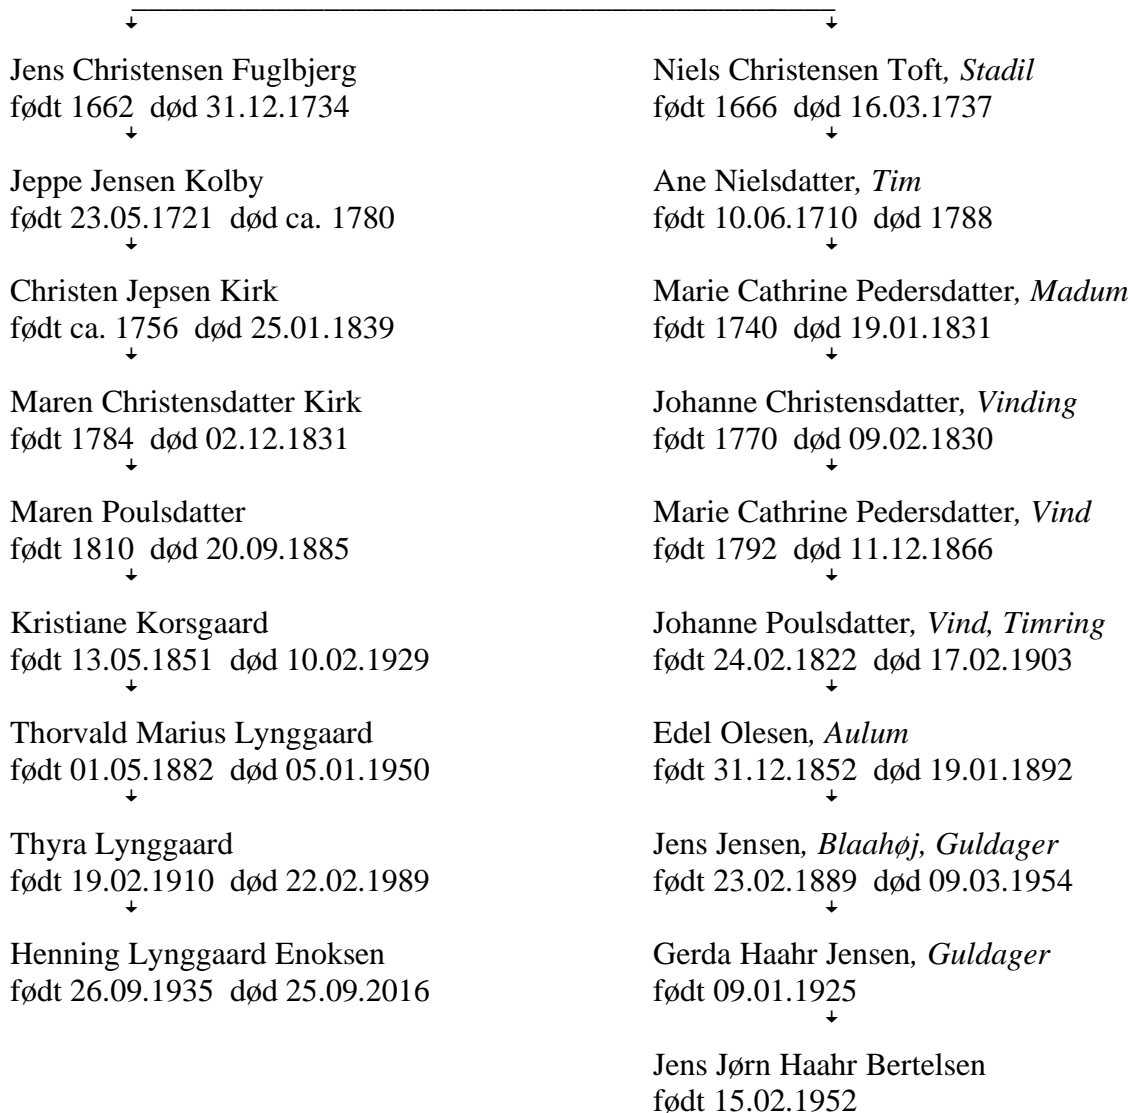 Jens Christensen Fuglbjerg
født 1662 død 31.12.1734
Jeppe Jensen Kolby
født 23.05.1721 død ca. 1780
Christen Jepsen Kirk
født ca. 1756 død 25.01.1839
Maren Christensdatter Kirk
født 1784 død 02.12.1831
Maren Poulsdatter
født 1810 død 20.09.1885
Kristiane Korsgaard
født 13.05.1851 død 10.02.1929
Thorvald Marius Lynggaard
født 01.05.1882 død 05.01.1950
Thyra Lynggaard
født 19.02.1910 død 22.02.1989
Henning Lynggaard Enoksen
født 26.09.1935 død 25.09.2016
Niels Christensen Toft, Stadil
født 1666 død 16.03.1737
Ane Nielsdatter, Tim
født 10.06.1710 død 1788
Marie Cathrine Pedersdatter, Madum
født 1740 død 19.01.1831
Johanne Christensdatter, Vinding
født 1770 død 09.02.1830
Marie Cathrine Pedersdatter, Vind
født 1792 død 11.12.1866
Johanne Poulsdatter, Vind, Timring
født 24.02.1822 død 17.02.1903
Edel Olesen, Aulum
født 31.12.1852 død 19.01.1892
Jens Jensen, Blaahøj, Guldager
født 23.02.1889 død 09.03.1954
Gerda Haahr Jensen, Guldager
født 09.01.1925
Jens Jørn Haahr Bertelsen
født 15.02.1952